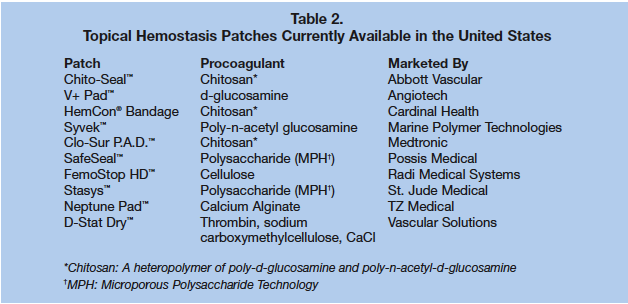 Table 2.
Topical Hemostasis Patches Currently Available in the United States
Patch Procoagulant Marketed By
Chito-Seal™ Chitosan* Abbott Vascular
V+ Pad™ d-glucosamine Angiotech
HemCon® Bandage Chitosan* Cardinal Health
Syvek™ Poly-n-acetyl glucosamine Marine Polymer Technologies
Clo-Sur P.A.D.™ Chitosan* Medtronic
SafeSeal™ Polysaccharide (MPH†) Possis Medical
FemoStop HD™ Cellulose Radi Medical Systems
Stasys™ Polysaccharide (MPH†) St. Jude Medical
Neptune Pad™ Calcium Alginate TZ Medical
D-Stat Dry™ Thrombin, sodium Vascular Solutions
carboxymethylcellulose, CaCl
*Chitosan: A heteropolymer of poly-d-glucosamine and poly-n-acetyl-d-glucosamine
†MPH: Microporous Polysaccharide Technology